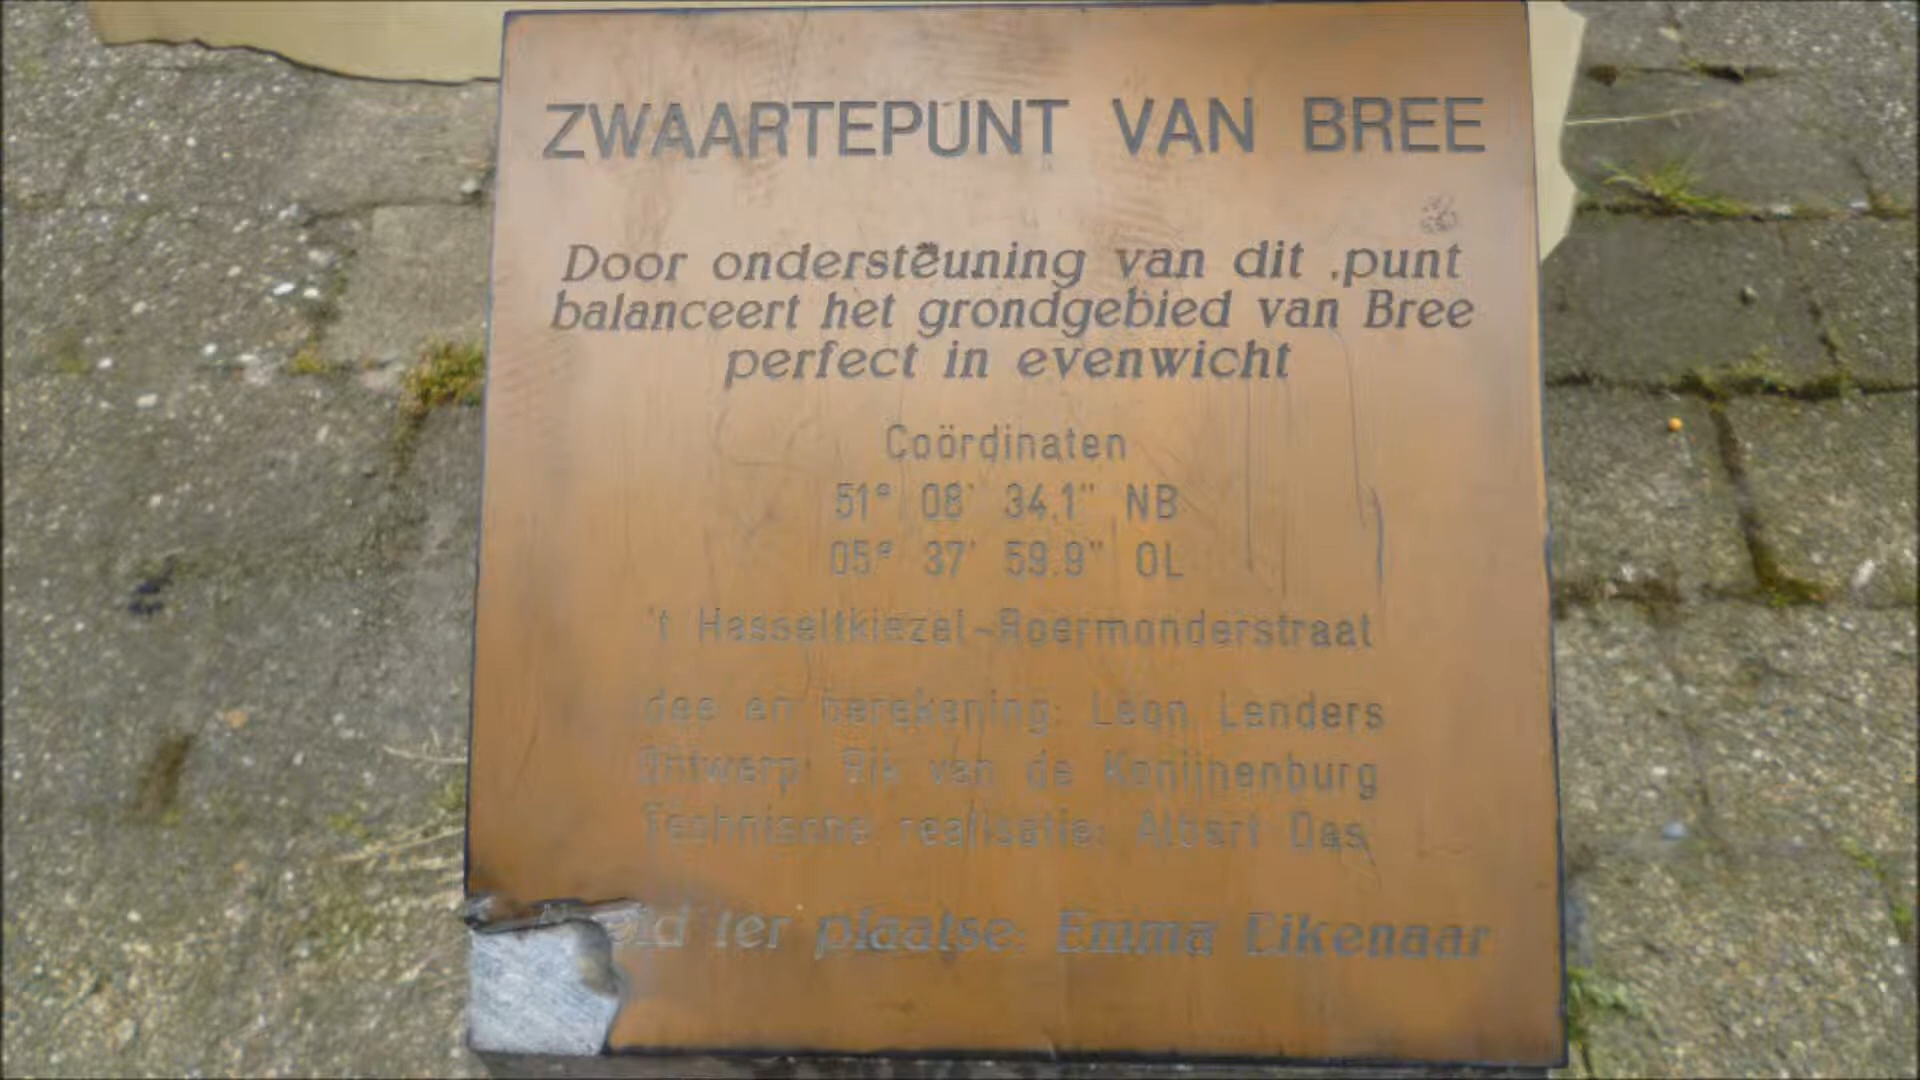 ZWAARTEPUNT VAN BREE
Door ondersteuning van dit punt
balanceert het grondgebied van Bree
perfect in evenwicht
Coördinaten
51° 08' 34.1" NB
05° 37' 59.9" OL
't Hasseltkiezel-Roermonderstraat
idee en berekening: Leon Lenders
Ontwerp: Rik van de Konijnenburg
Technische realisatie: Albert Das
ter plaatse: Emma Eikenaar